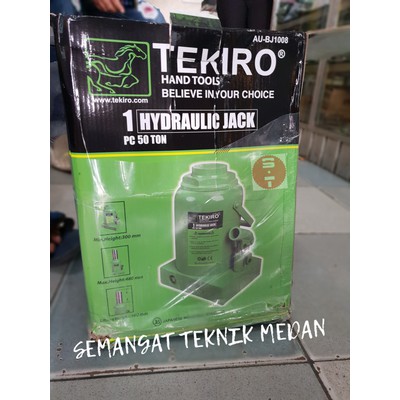 AU-BJ1008
TEKIRO®
HAND TOOLS
www.tekiro.com
BELIEVE IN YOUR CHOICE
1 HYDRAULIC JACK
PC 50 TON
S.T
TEKIRO
SEMANGAT TEKNIK MEDAN